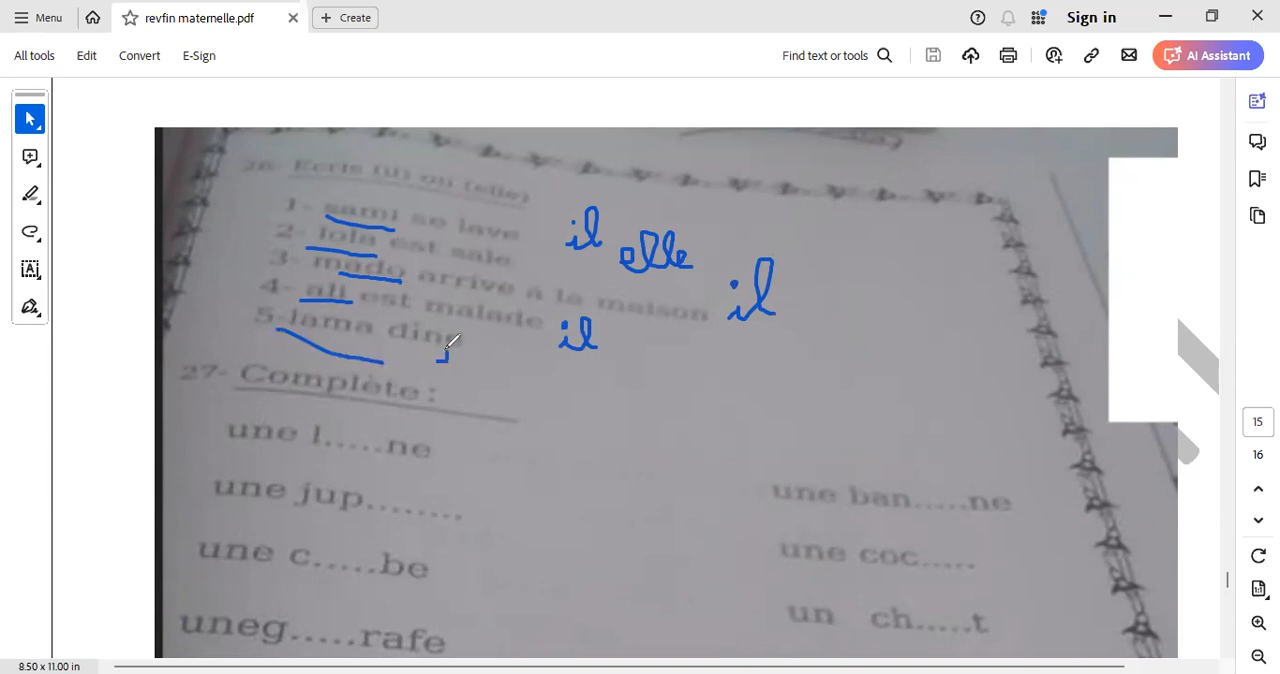 Menu revfin maternelle.pdf Create Sign in
All tools Edit Convert E-Sign Find text or tools AI Assistant
26- Ecris (il) ou (elle)
1- sami se lave il
2- lola est sale elle
3- mado arrive à la maison il
4- ali est malade il
5-lama dine
27- Complète :
une l.....ne
une jup........ une ban.....ne
une c.....be une coc.....
uneg.....rafe un ch.....t
15
16
8.50 x 11.00 in